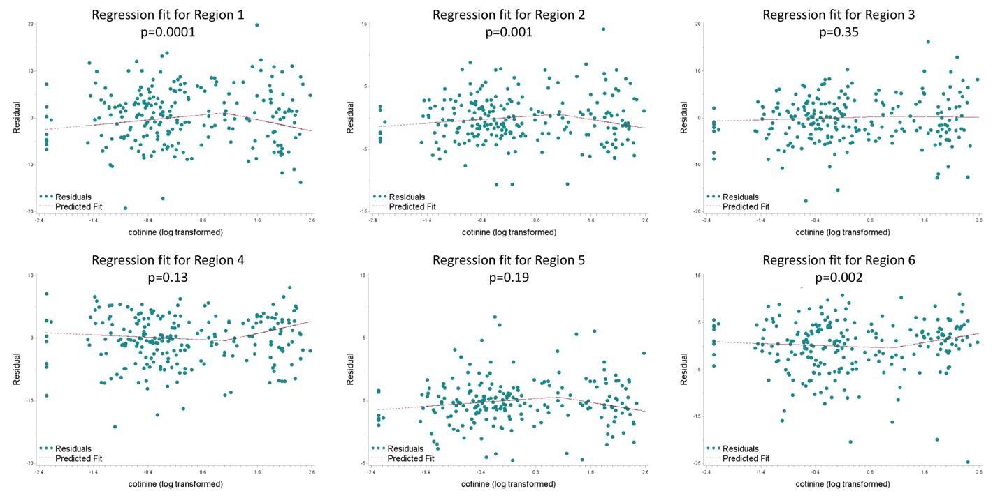 Regression fit for Region 1
p=0.0001
20
10
0
-10
-20
Residual
Residuals
Predicted Fit
-2.4 -1.4 -0.4 0.6 1.6 2.6
cotinine (log transformed)
Regression fit for Region 2
p=0.001
15
5
-5
-15
Residual
Residuals
Predicted Fit
-2.4 -1.4 -0.4 0.6 1.6 2.6
cotinine (log transformed)
Regression fit for Region 3
p=0.35
20
10
0
-10
-20
Residual
Residuals
Predicted Fit
-2.4 -1.4 -0.4 0.6 1.6 2.6
cotinine (log transformed)
Regression fit for Region 4
p=0.13
10
0
-10
-20
Residual
Residuals
Predicted Fit
-2.4 -1.4 -0.4 0.6 1.6 2.6
cotinine (log transformed)
Regression fit for Region 5
p=0.19
10
5
0
-5
Residual
Residuals
Predicted Fit
-2.4 -1.4 -0.4 0.6 1.6 2.6
cotinine (log transformed)
Regression fit for Region 6
p=0.002
15
5
-5
-15
-25
Residual
Residuals
Predicted Fit
-2.4 -1.4 -0.4 0.6 1.6 2.6
cotinine (log transformed)